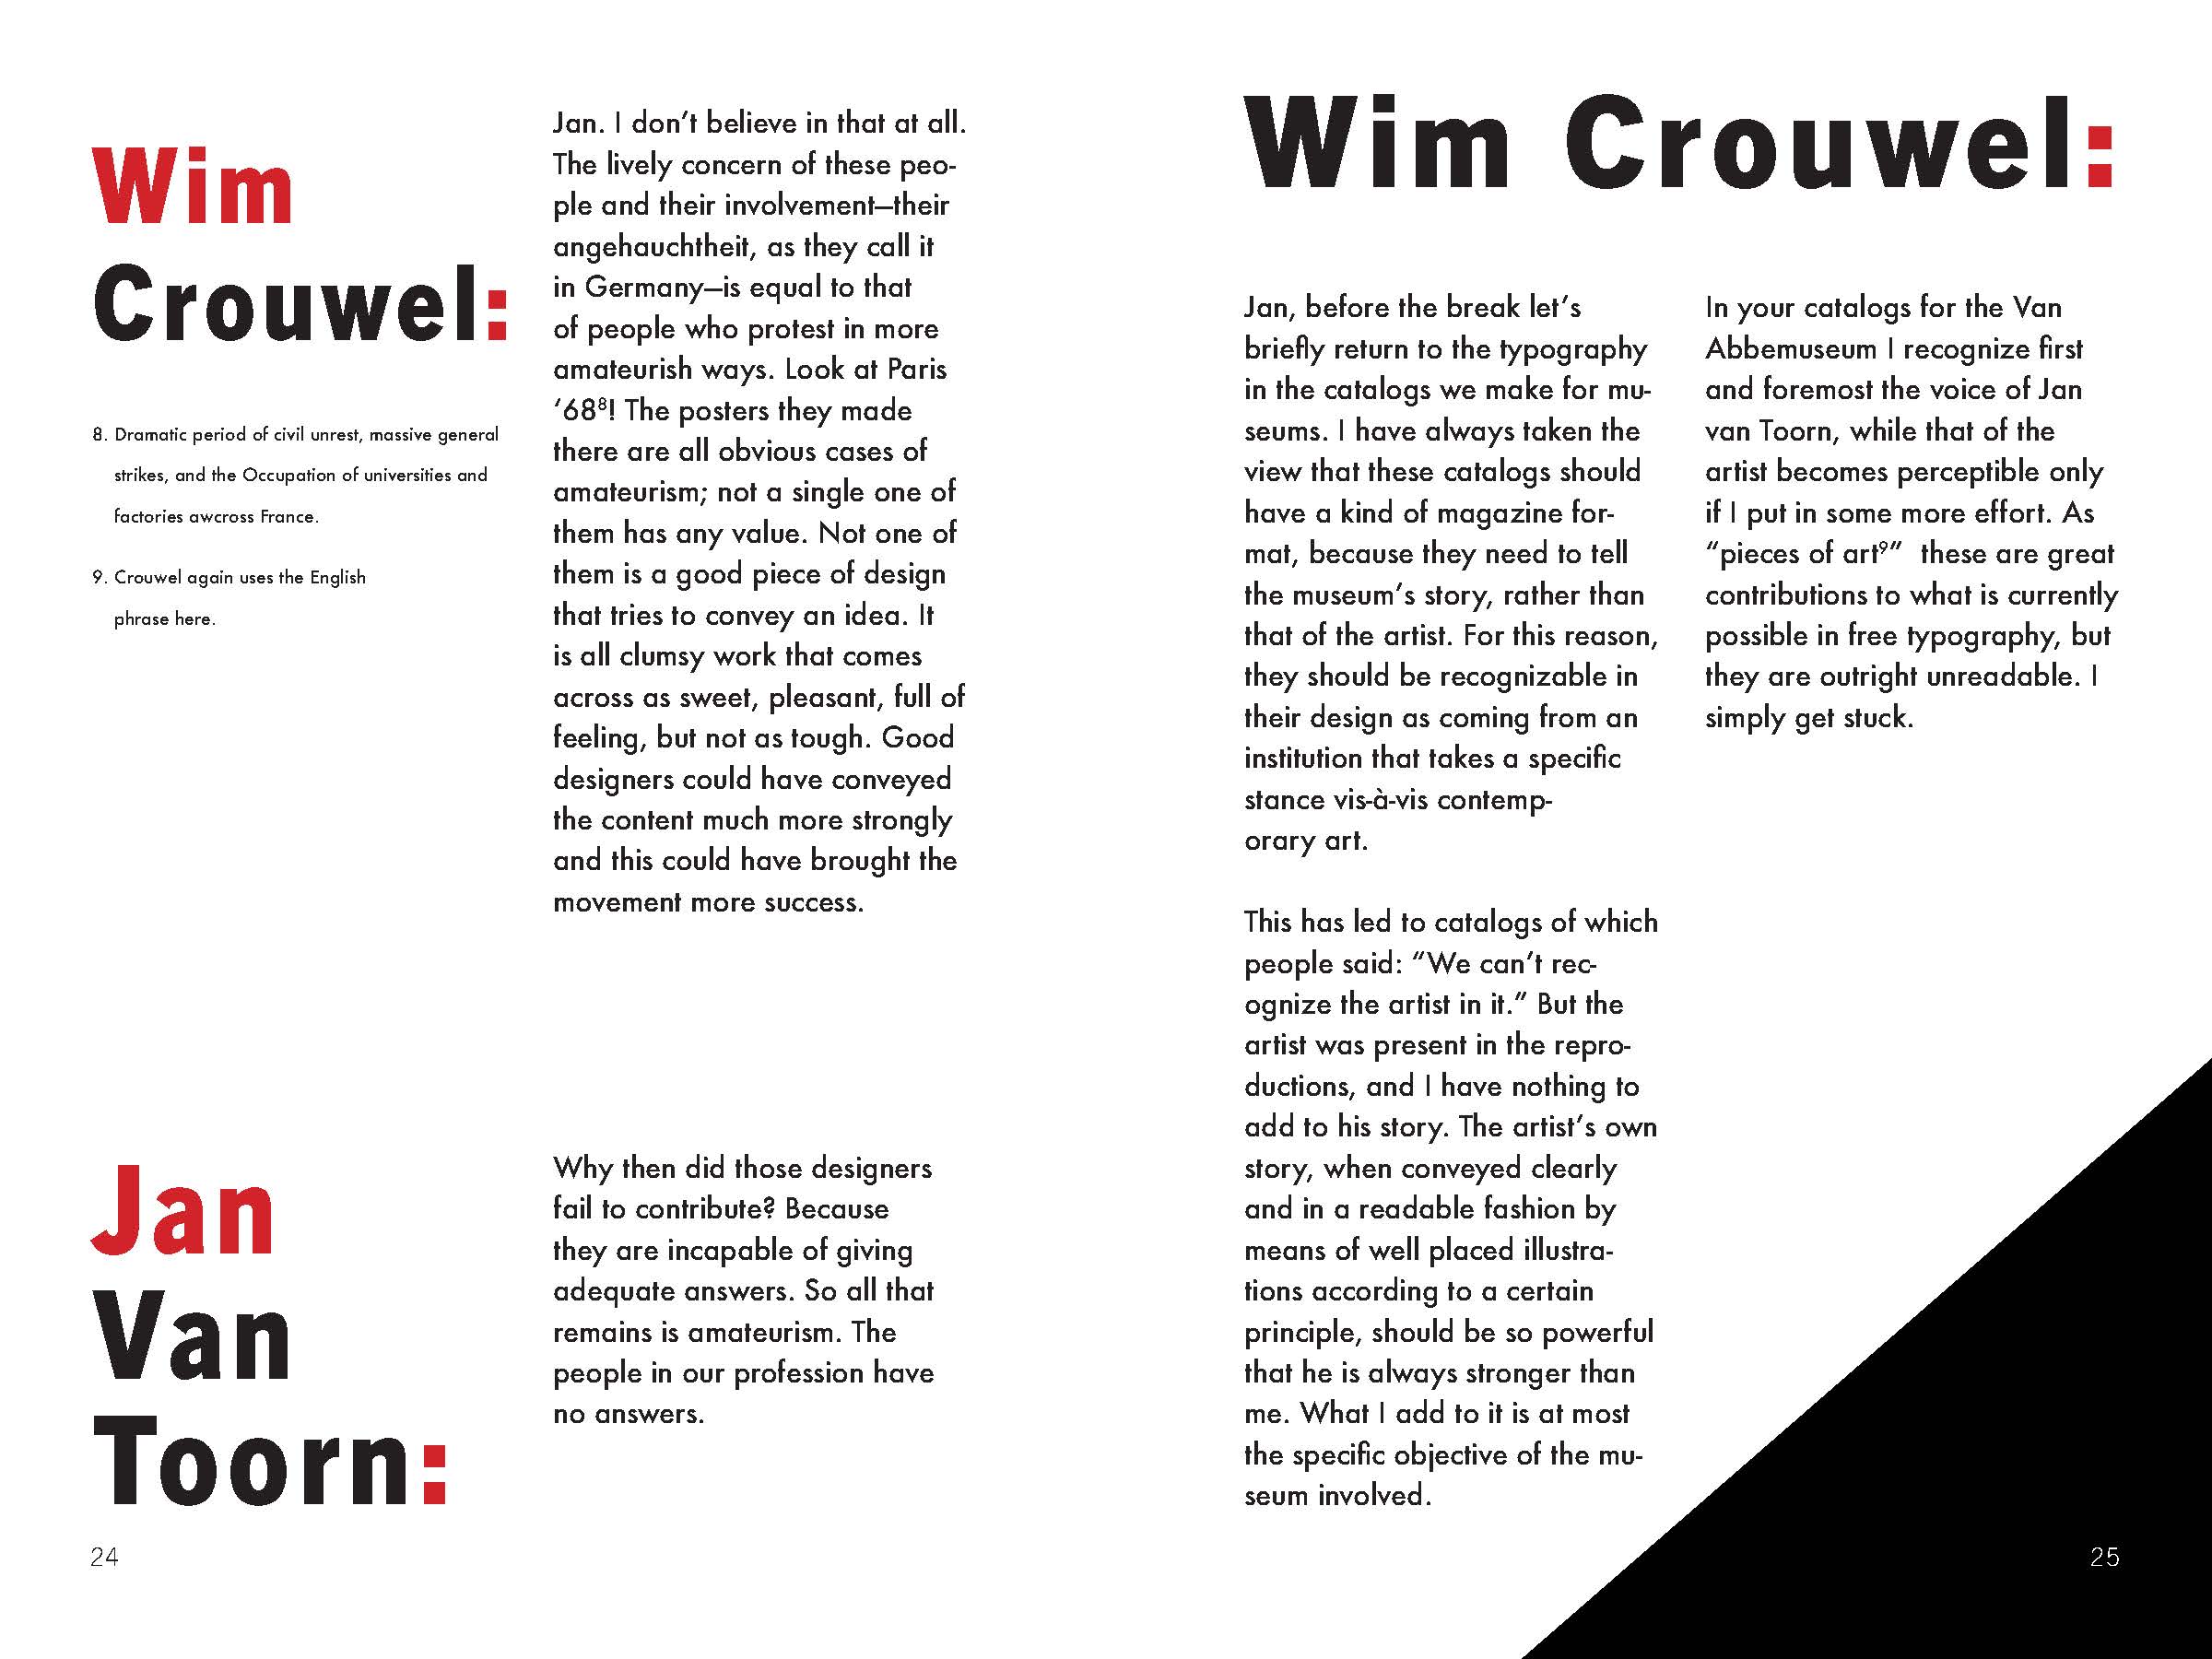 Wim
Crouwel:
8. Dramatic period of civil unrest, massive general
strikes, and the Occupation of universities and
factories awcross France.
9. Crouwel again uses the English
phrase here.
Jan. I don’t believe in that at all.
The lively concern of these peo-
ple and their involvement—their
angehauchtheit, as they call it
in Germany—is equal to that
of people who protest in more
amateurish ways. Look at Paris
‘68⁸! The posters they made
there are all obvious cases of
amateurism; not a single one of
them has any value. Not one of
them is a good piece of design
that tries to convey an idea. It
is all clumsy work that comes
across as sweet, pleasant, full of
feeling, but not as tough. Good
designers could have conveyed
the content much more strongly
and this could have brought the
movement more success.
Jan
Van
Toorn:
Why then did those designers
fail to contribute? Because
they are incapable of giving
adequate answers. So all that
remains is amateurism. The
people in our profession have
no answers.
24
Wim Crouwel:
Jan, before the break let’s
briefly return to the typography
in the catalogs we make for mu-
seums. I have always taken the
view that these catalogs should
have a kind of magazine for-
mat, because they need to tell
the museum’s story, rather than
that of the artist. For this reason,
they should be recognizable in
their design as coming from an
institution that takes a specific
stance vis-à-vis contemp-
orary art.
This has led to catalogs of which
people said: “We can’t rec-
ognize the artist in it.” But the
artist was present in the repro-
ductions, and I have nothing to
add to his story. The artist’s own
story, when conveyed clearly
and in a readable fashion by
means of well placed illustra-
tions according to a certain
principle, should be so powerful
that he is always stronger than
me. What I add to it is at most
the specific objective of the mu-
seum involved.
In your catalogs for the Van
Abbemuseum I recognize first
and foremost the voice of Jan
van Toorn, while that of the
artist becomes perceptible only
if I put in some more effort. As
“pieces of art⁹” these are great
contributions to what is currently
possible in free typography, but
they are outright unreadable. I
simply get stuck.
25